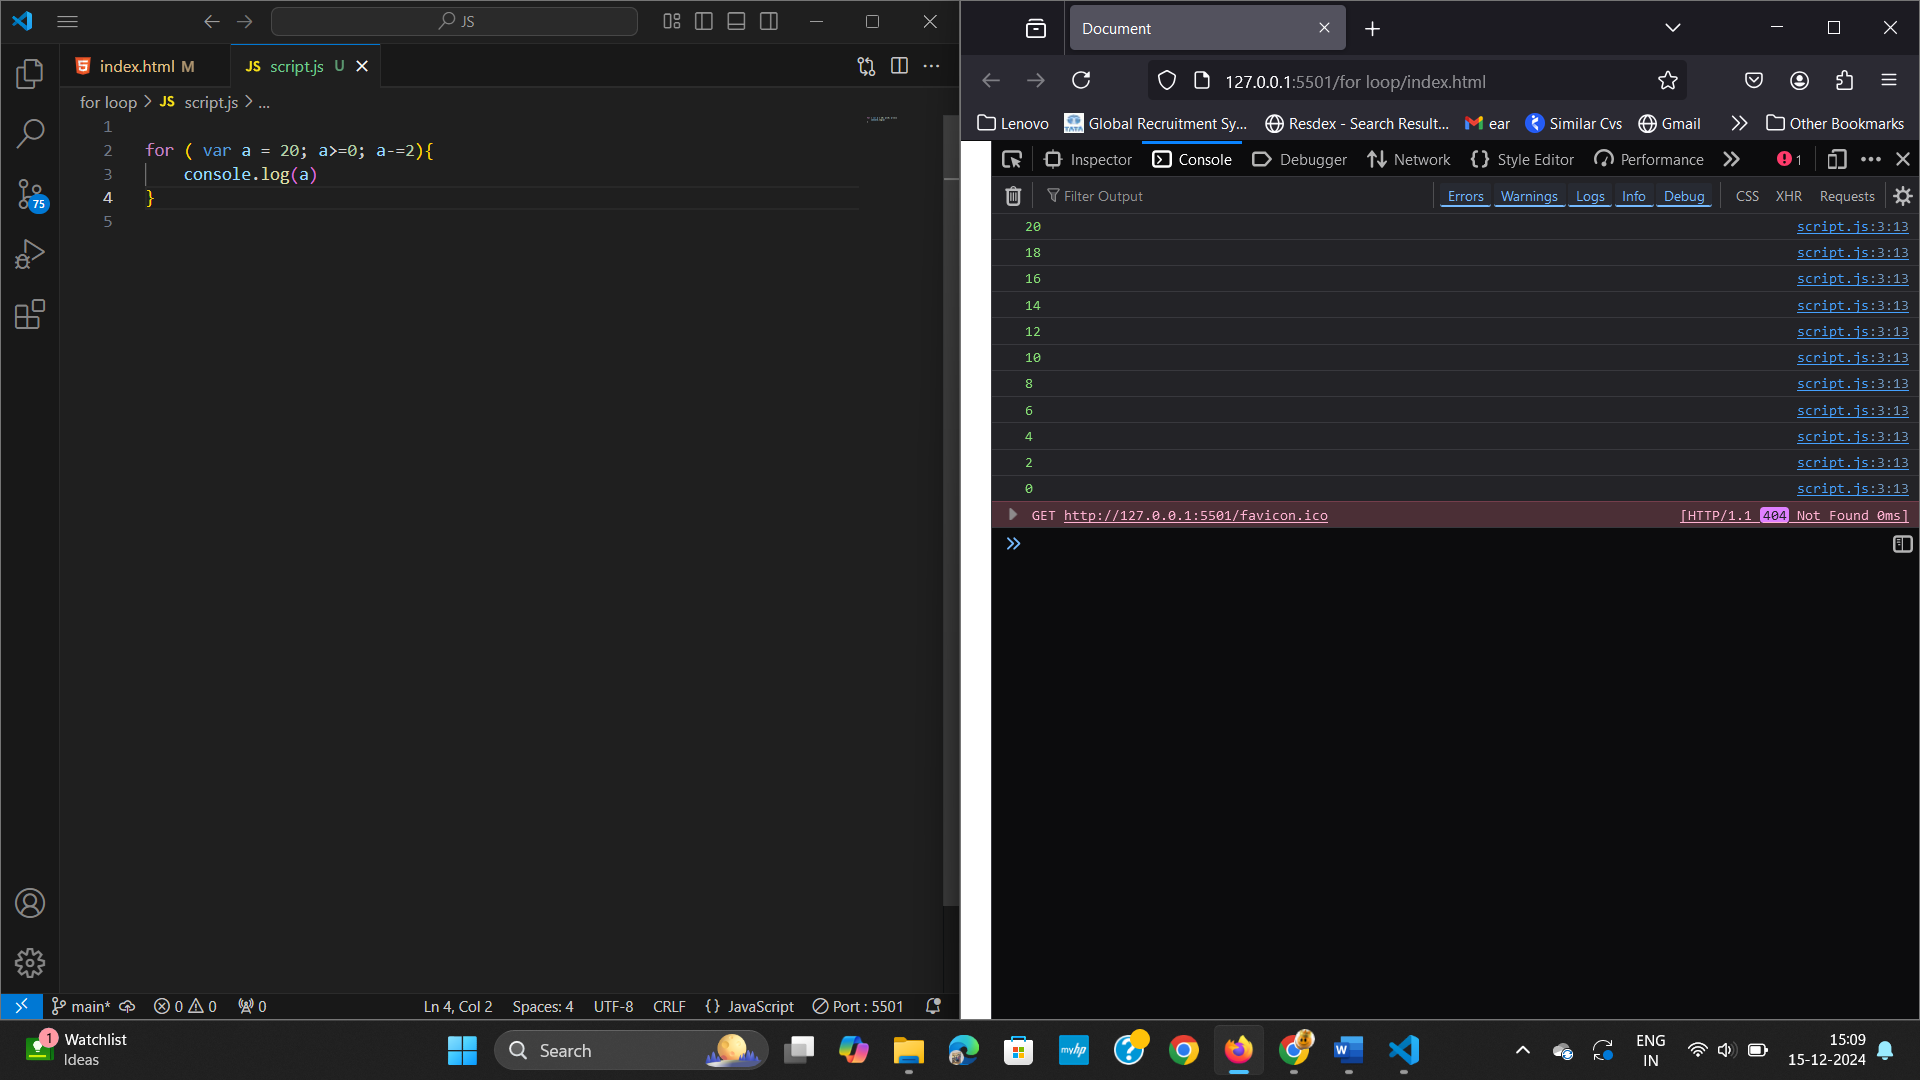 JS
index.html M
JS script.js U
for loop > JS script.js > ...
1
2 for ( var a = 20; a>=0; a-=2){
3 console.log(a)
4 }
5
75
main* 0 0 0 Ln 4, Col 2 Spaces: 4 UTF-8 CRLF {} JavaScript Port : 5501
Document
127.0.0.1:5501/for loop/index.html
Lenovo TATA Global Recruitment Sy... Resdex - Search Result... ear Similar Cvs Gmail Other Bookmarks
Inspector Console Debugger Network Style Editor Performance 1
Filter Output Errors Warnings Logs Info Debug CSS XHR Requests
20 script.js:3:13
18 script.js:3:13
16 script.js:3:13
14 script.js:3:13
12 script.js:3:13
10 script.js:3:13
8 script.js:3:13
6 script.js:3:13
4 script.js:3:13
2 script.js:3:13
0 script.js:3:13
GET http://127.0.0.1:5501/favicon.ico [HTTP/1.1 404 Not Found 0ms]
1 Watchlist
Ideas
Search
myhp
ENG
IN
15:09
15-12-2024